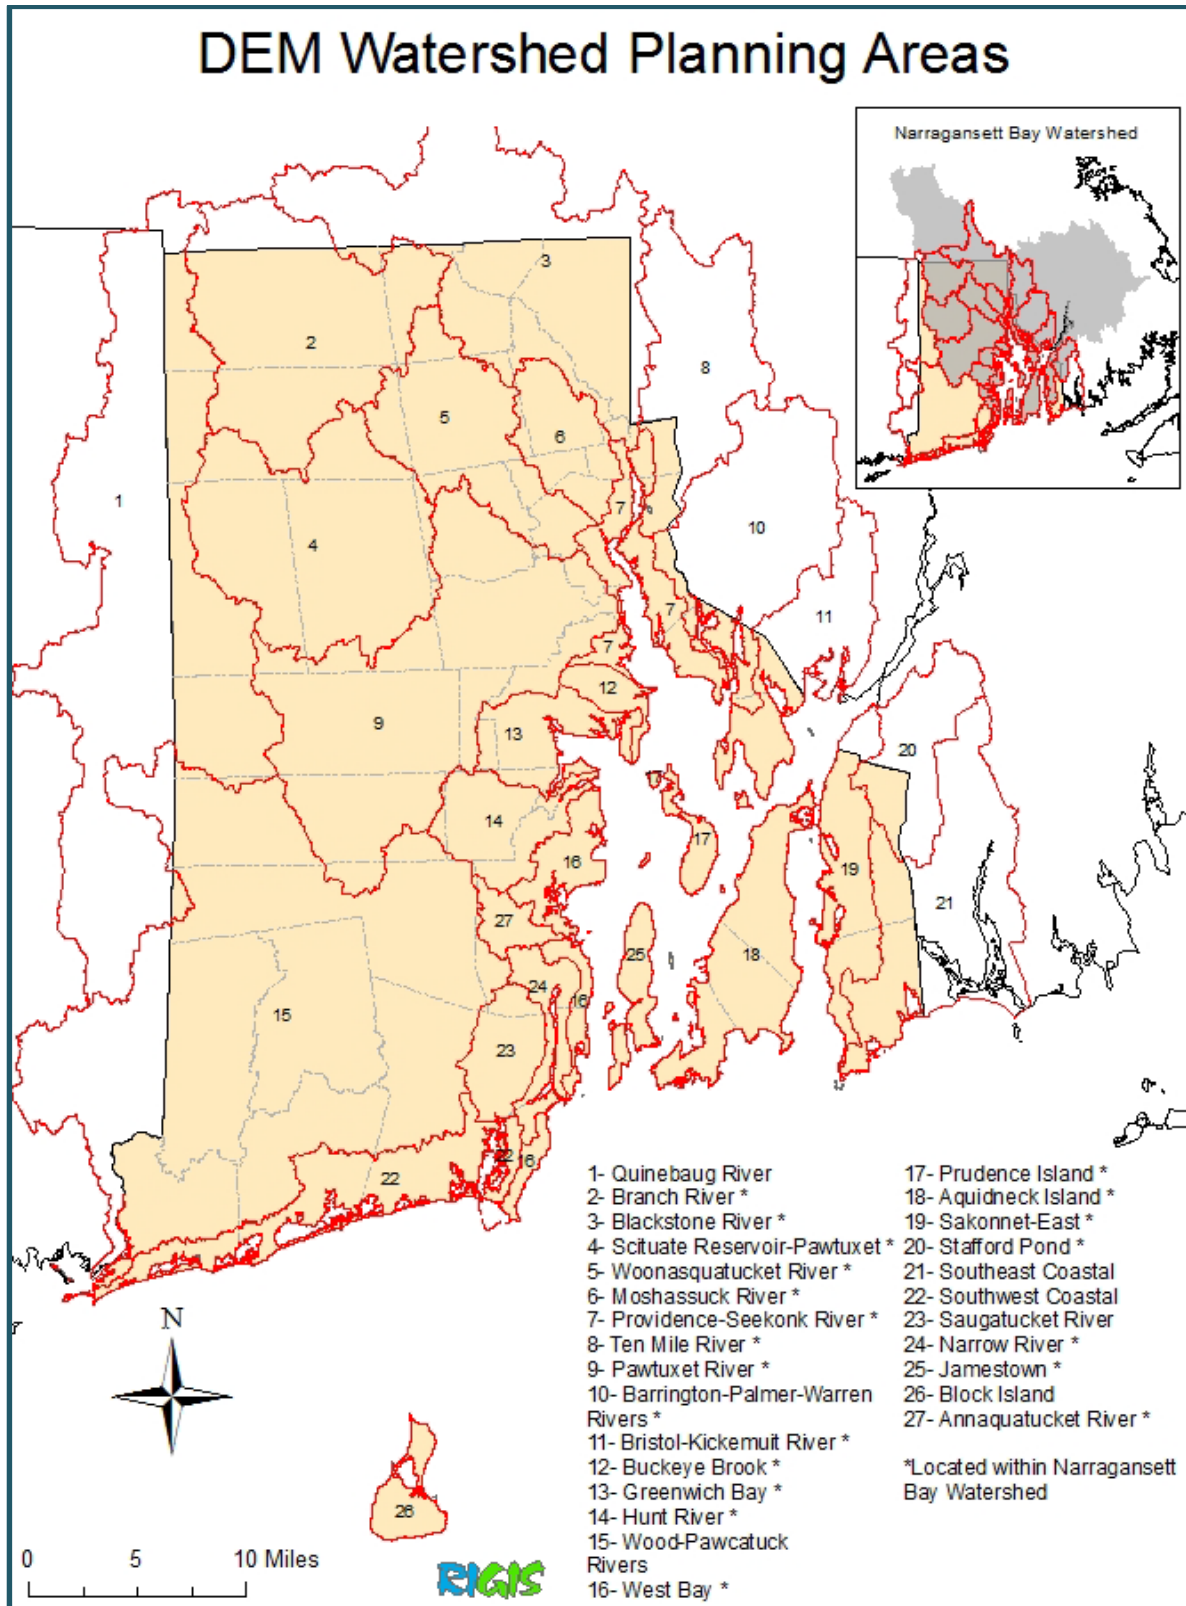 DEM Watershed Planning Areas
Narragansett Bay Watershed
3
2
8
5
6
1
7
10
4
7
11
7
12
9
13
20
17
14
17
16
19
27
21
25
18
24
16
15
23
22
16
22
1- Quinebaug River
2- Branch River *
3- Blackstone River *
4- Scituate Reservoir-Pawtuxet *
5- Woonasquatucket River *
6- Moshassuck River *
7- Providence-Seekonk River *
8- Ten Mile River *
9- Pawtuxet River *
10- Barrington-Palmer-Warren
Rivers *
11- Bristol-Kickemuit River *
12- Buckeye Brook *
13- Greenwich Bay *
14- Hunt River *
15- Wood-Pawcatuck
Rivers
16- West Bay *
17- Prudence Island *
18- Aquidneck Island *
19- Sakonnet-East *
20- Stafford Pond *
21- Southeast Coastal
22- Southwest Coastal
23- Saugatucket River
24- Narrow River *
25- Jamestown *
26- Block Island
27- Annaquatucket River *
*Located within Narragansett
Bay Watershed
N
26
0 5 10 Miles
RIGIS